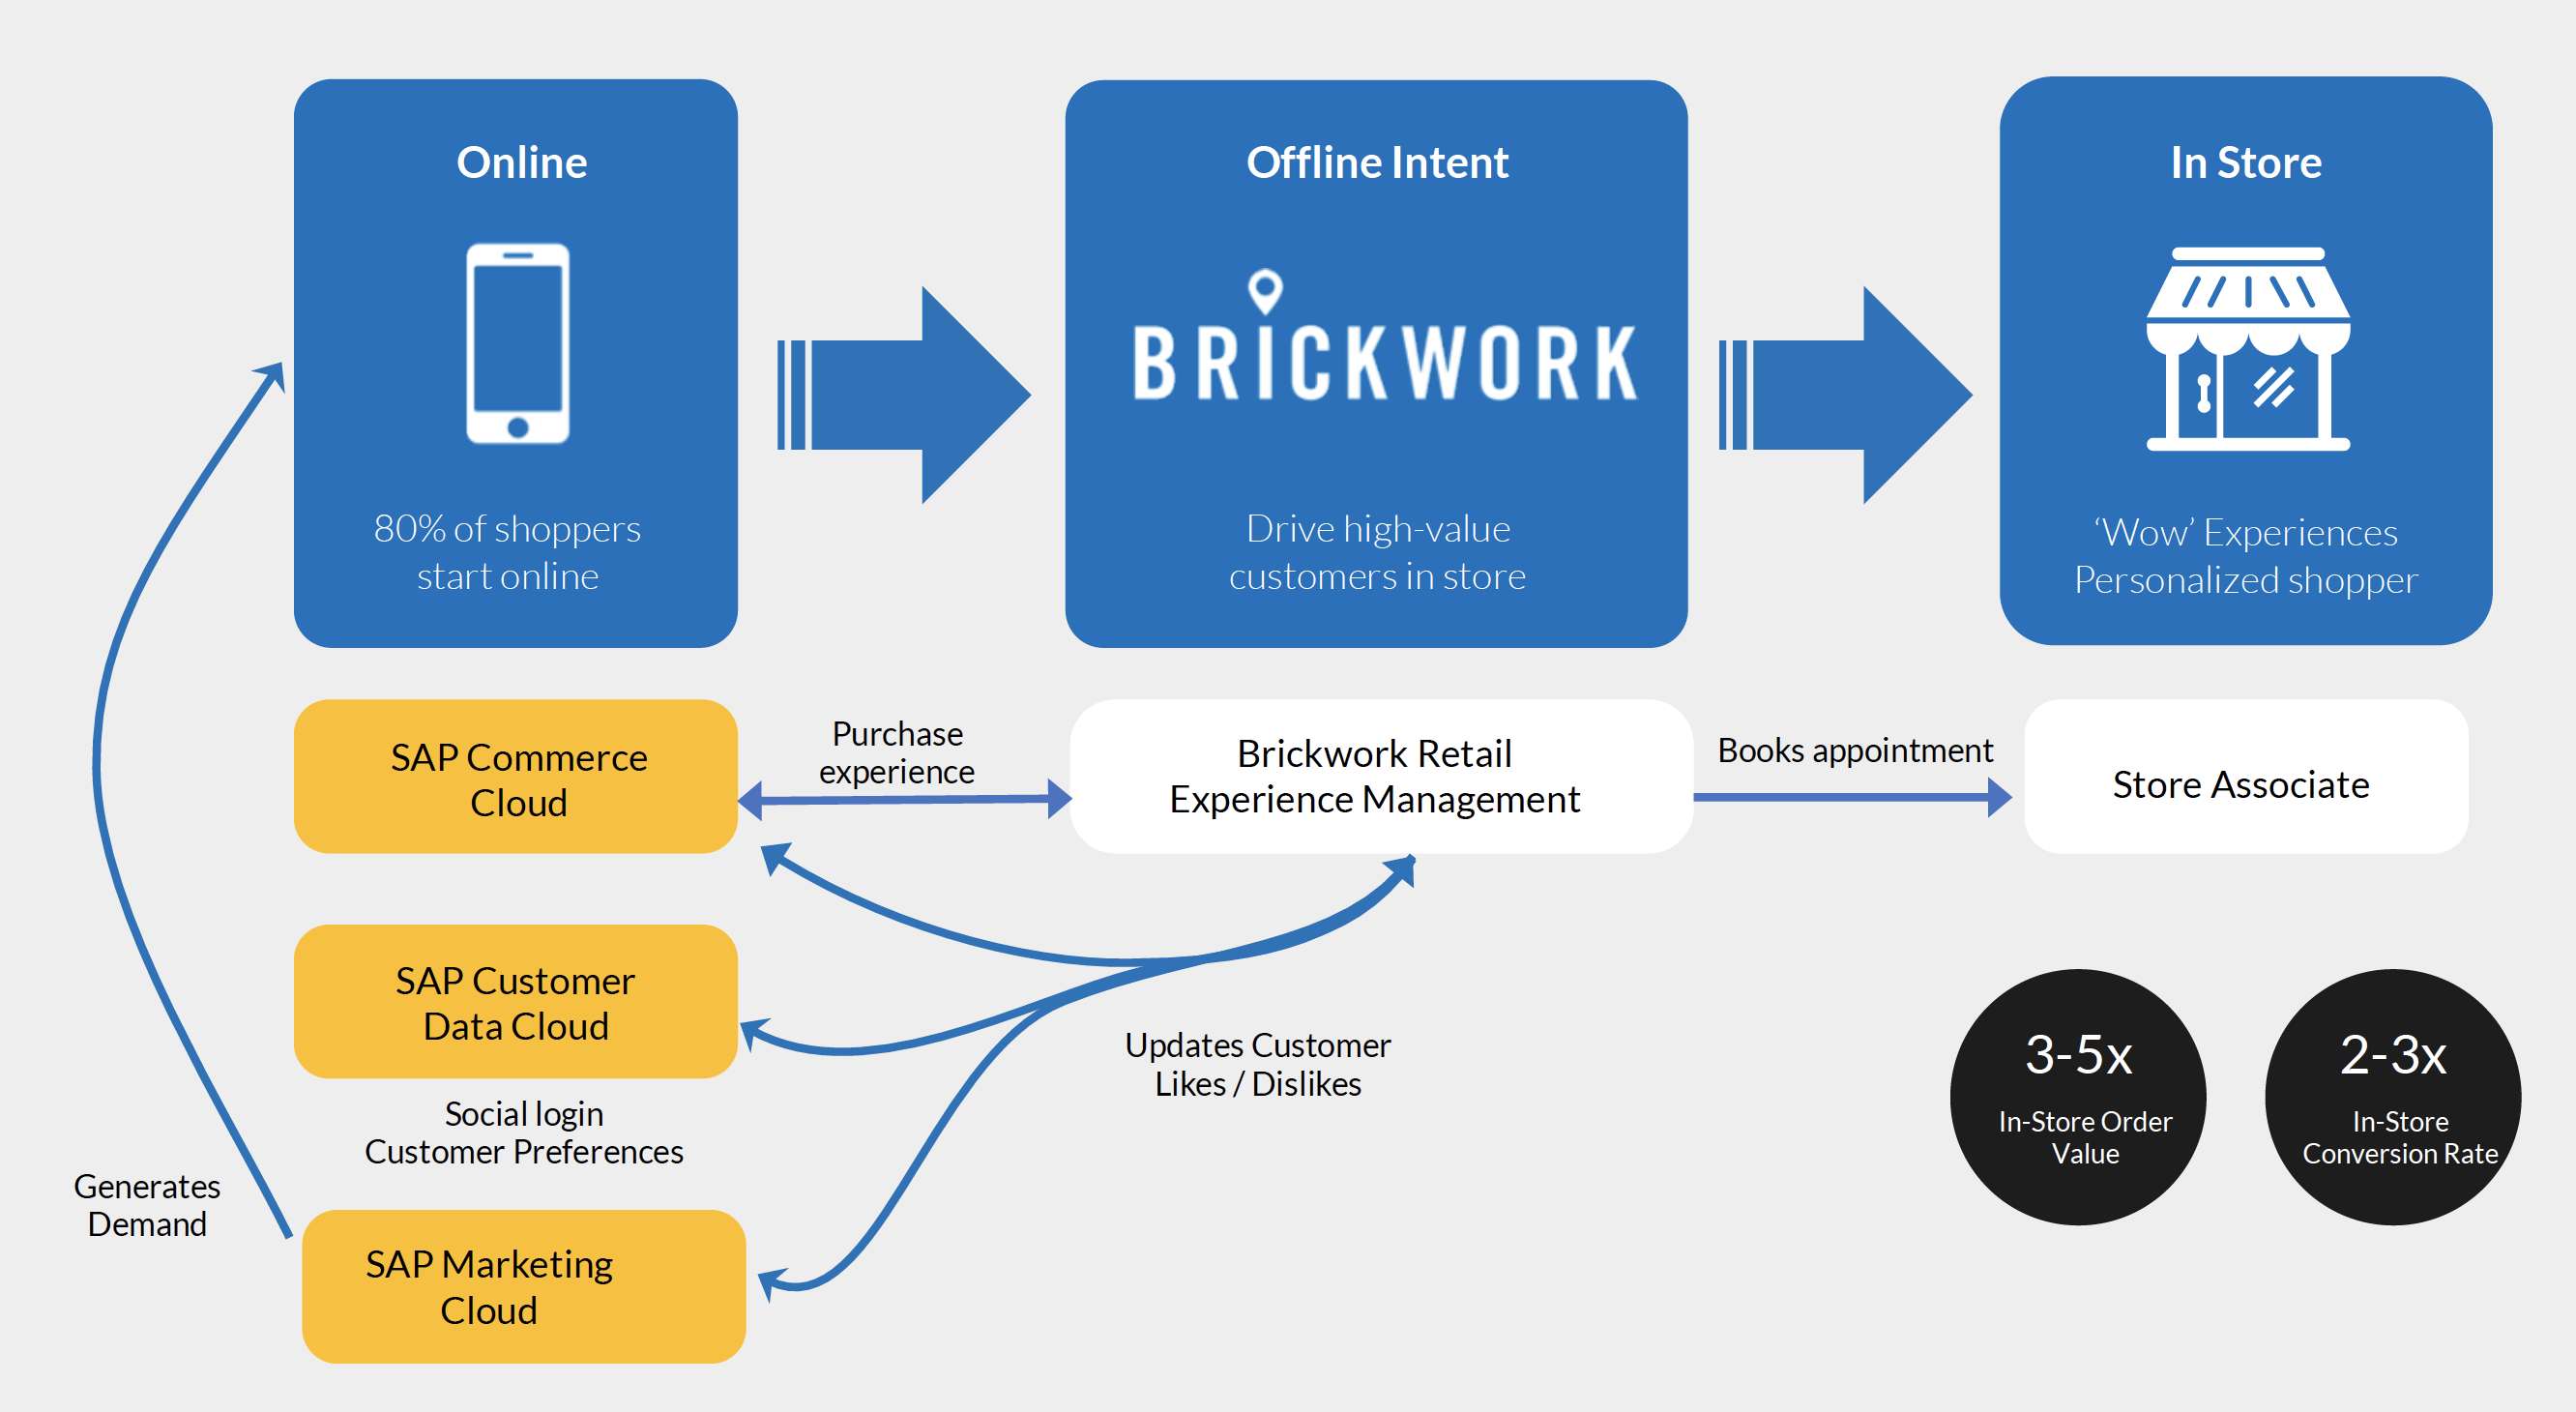 Online
80% of shoppers
start online
Offline Intent
BRICKWORK
Drive high-value
customers in store
In Store
‘Wow’ Experiences
Personalized shopper
SAP Commerce
Cloud
Purchase
experience
Brickwork Retail
Experience Management
Books appointment
Store Associate
SAP Customer
Data Cloud
Social login
Customer Preferences
Updates Customer
Likes / Dislikes
3-5x
In-Store Order
Value
2-3x
In-Store
Conversion Rate
Generates
Demand
SAP Marketing
Cloud